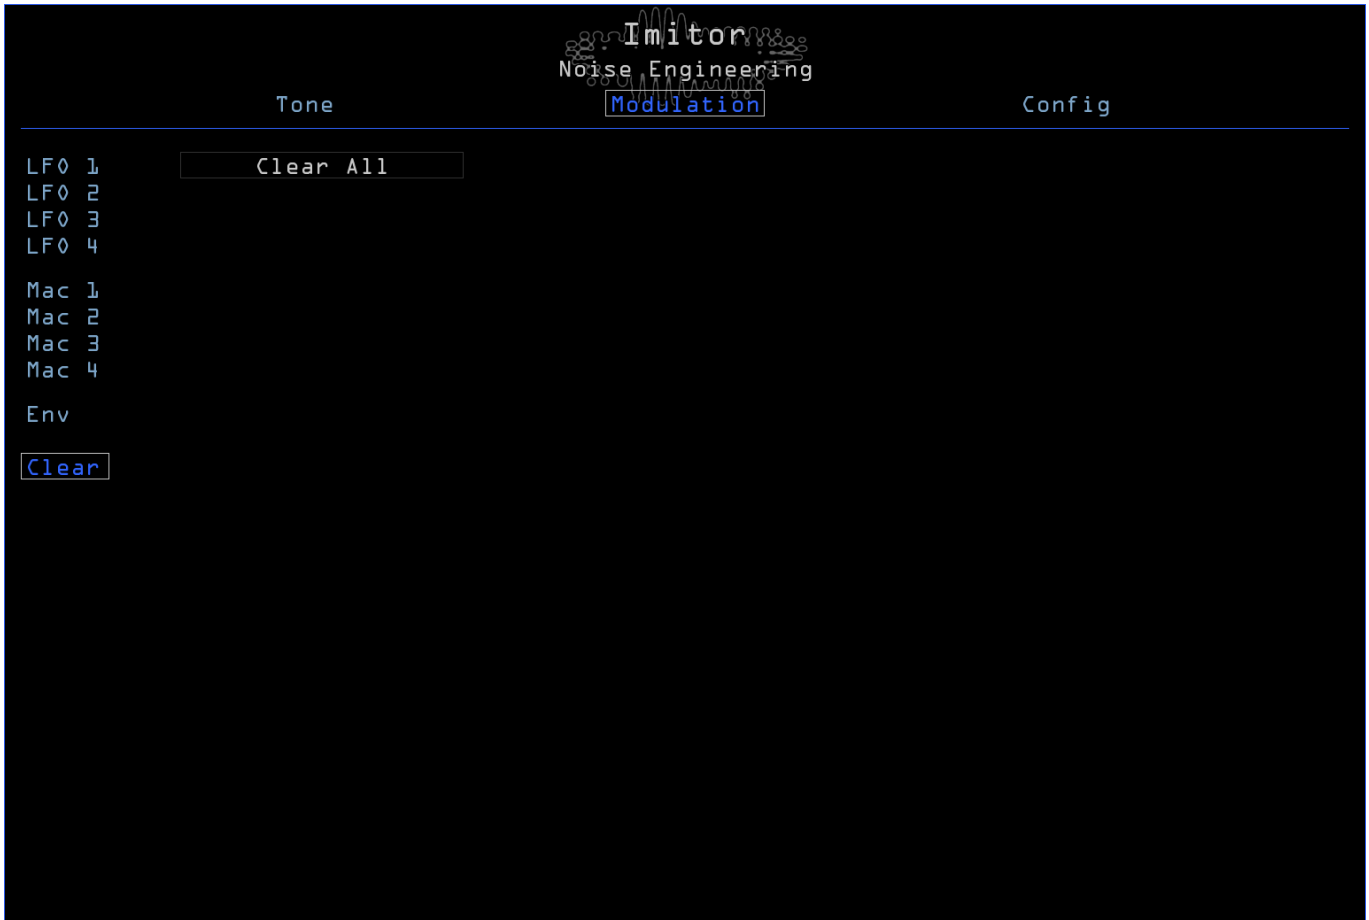 Imitor
Noise Engineering
Tone Modulation Config
LFO 1 Clear All
LFO 2
LFO 3
LFO 4
Mac 1
Mac 2
Mac 3
Mac 4
Env
Clear